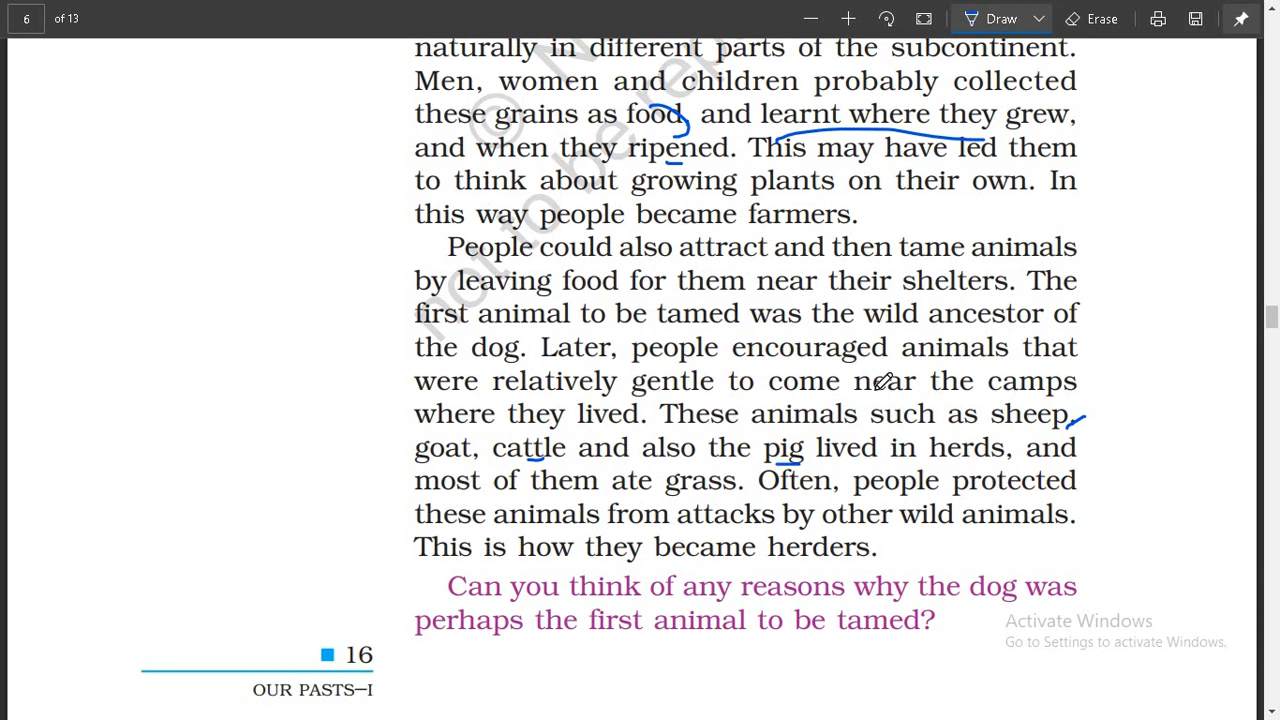 6 of 13 Draw Erase
naturally in different parts of the subcontinent.
Men, women and children probably collected
these grains as food, and learnt where they grew,
and when they ripened. This may have led them
to think about growing plants on their own. In
this way people became farmers.
People could also attract and then tame animals
by leaving food for them near their shelters. The
first animal to be tamed was the wild ancestor of
the dog. Later, people encouraged animals that
were relatively gentle to come near the camps
where they lived. These animals such as sheep,
goat, cattle and also the pig lived in herds, and
most of them ate grass. Often, people protected
these animals from attacks by other wild animals.
This is how they became herders.
Can you think of any reasons why the dog was
perhaps the first animal to be tamed?
Activate Windows
Go to Settings to activate Windows.
16
OUR PASTS—I
© N
not to be rep